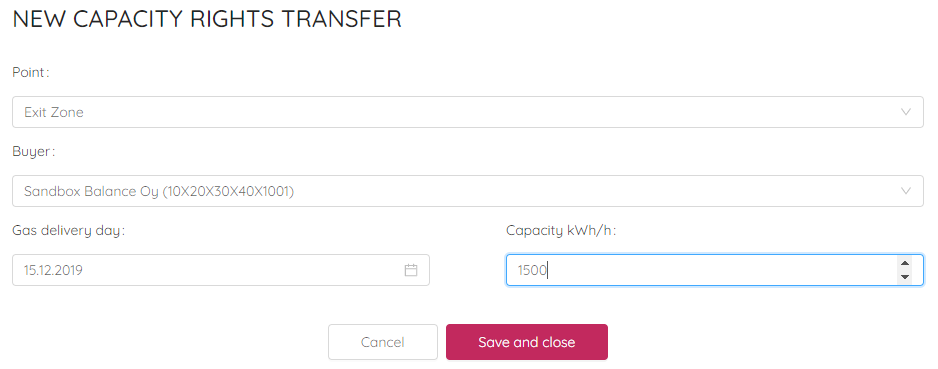 NEW CAPACITY RIGHTS TRANSFER
Point:
Exit Zone
Buyer:
Sandbox Balance Oy (10X20X30X40X1001)
Gas delivery day:
Capacity kWh/h:
15.12.2019
1500
Cancel
Save and close